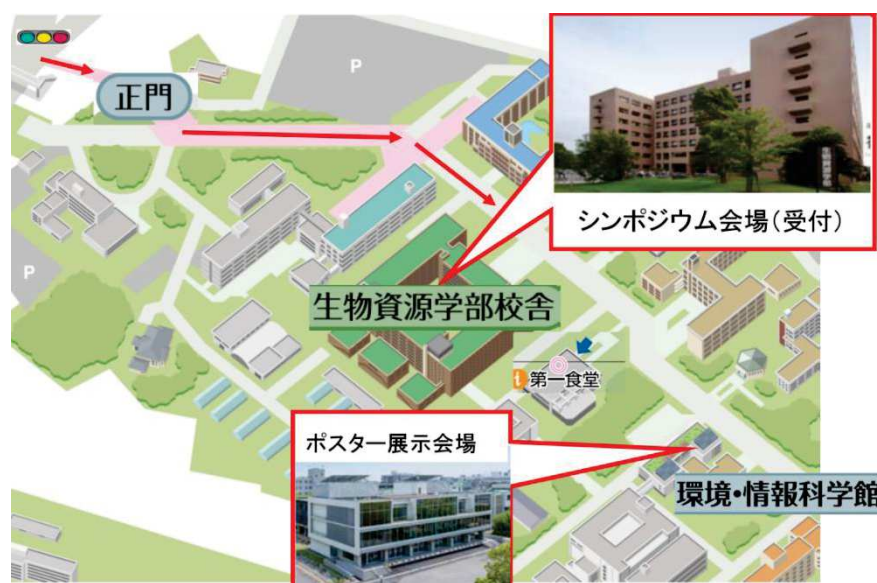 正門
P
シンポジウム会場(受付)
P
生物資源学部校舎
第一食堂
ポスター展示会場
環境・情報科学館